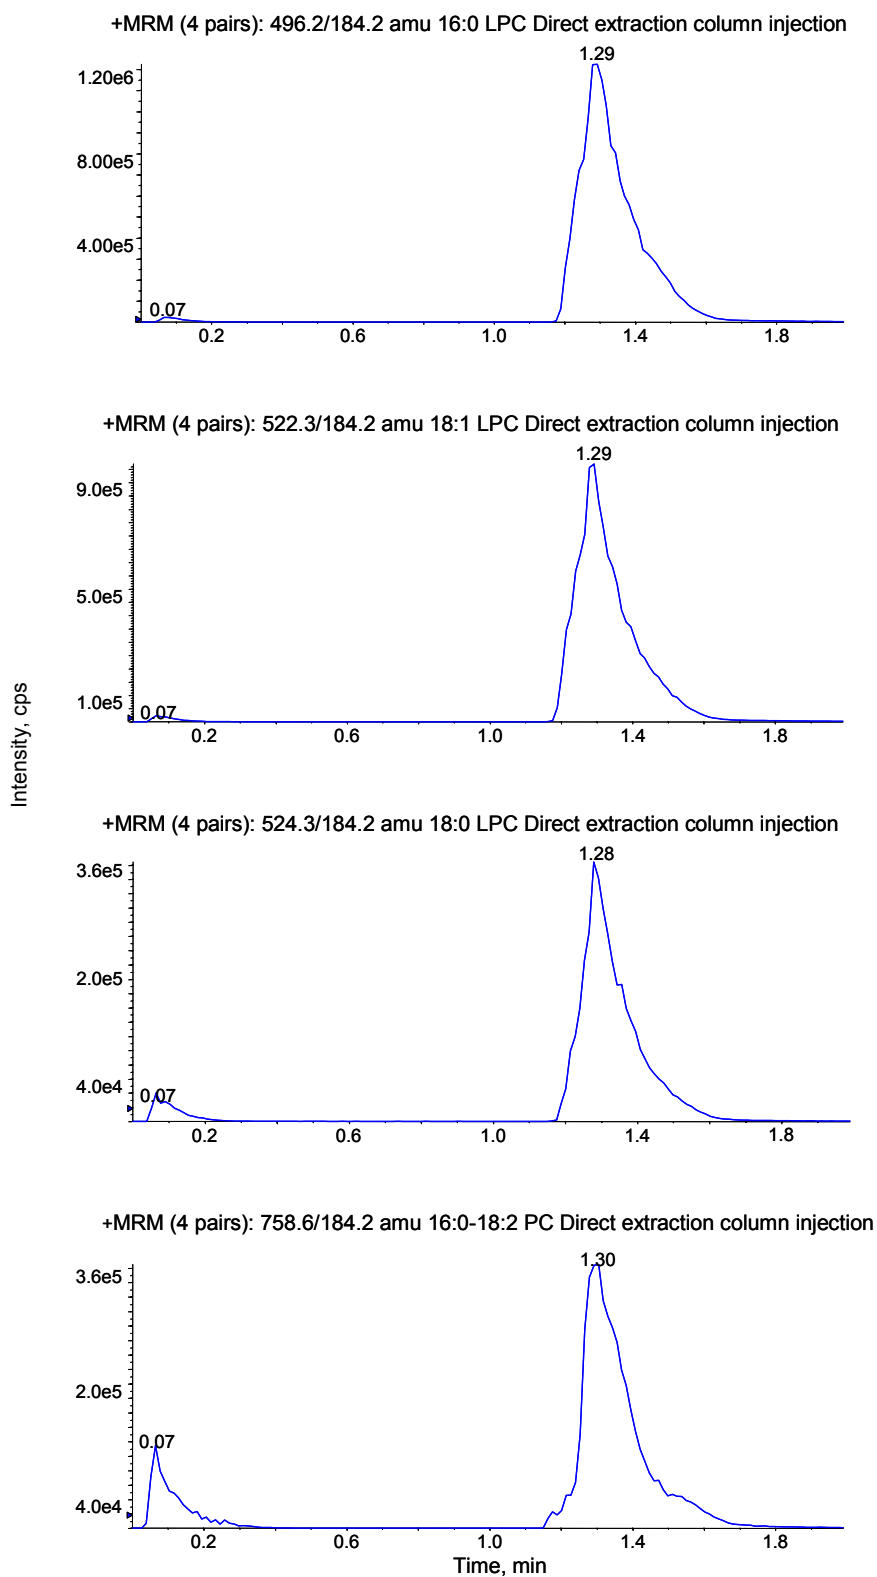 +MRM (4 pairs): 496.2/184.2 amu 16:0 LPC Direct extraction column injection
1.29
1.20e6
8.00e5
4.00e5
0.07
0.2 0.6 1.0 1.4 1.8
+MRM (4 pairs): 522.3/184.2 amu 18:1 LPC Direct extraction column injection
1.29
9.0e5
5.0e5
1.0e5
0.07
0.2 0.6 1.0 1.4 1.8
Intensity, cps
+MRM (4 pairs): 524.3/184.2 amu 18:0 LPC Direct extraction column injection
1.28
3.6e5
2.0e5
4.0e4
0.07
0.2 0.6 1.0 1.4 1.8
+MRM (4 pairs): 758.6/184.2 amu 16:0-18:2 PC Direct extraction column injection
1.30
3.6e5
2.0e5
0.07
4.0e4
0.2 0.6 1.0 1.4 1.8
Time, min